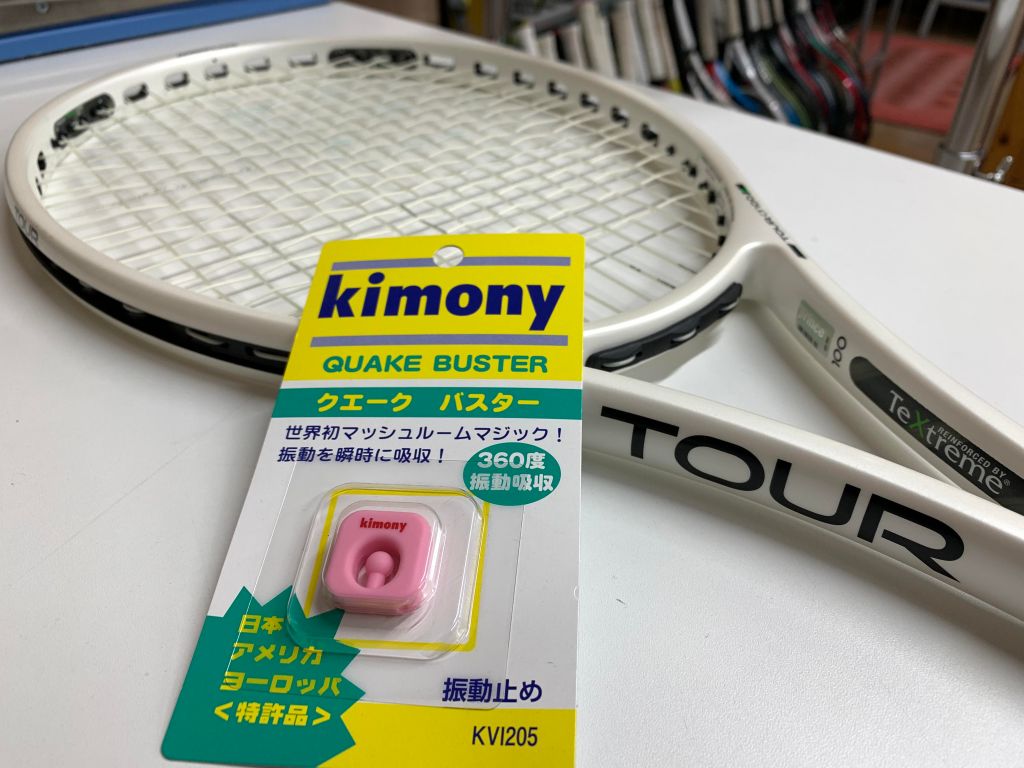 kimony
QUAKE BUSTER
クエーク バスター
世界初マッシュルームマジック！
振動を瞬時に吸収！
360度
振動吸収
kimony
日本
アメリカ
ヨーロッパ
＜特許品＞
振動止め
KVI205
TOUR
TOUR
100
TeXtreme®
REINFORCED BY